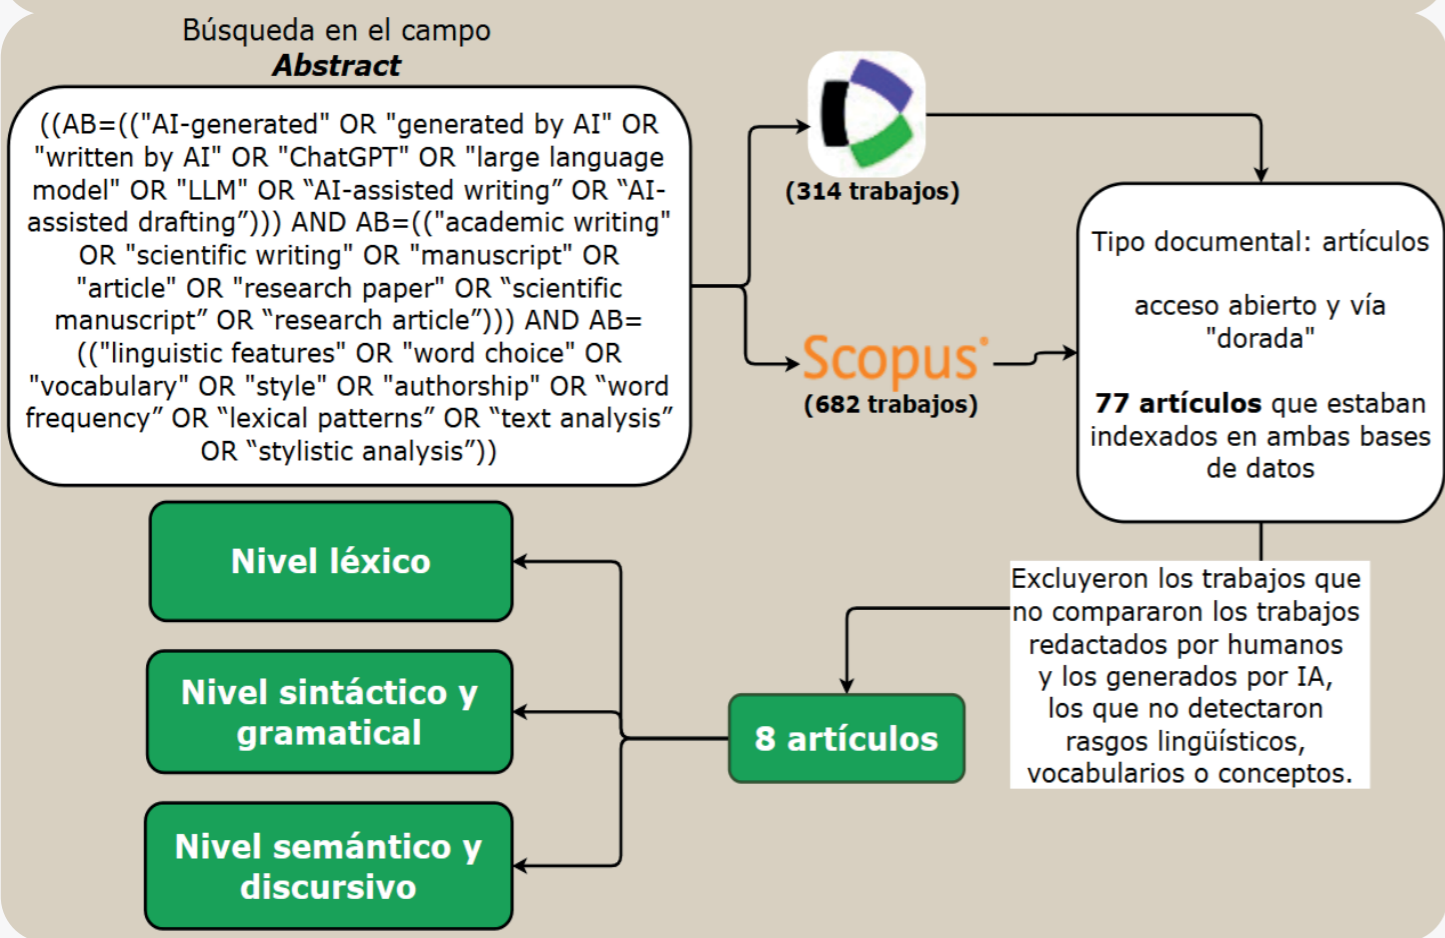 Búsqueda en el campo
Abstract
((AB=(("AI-generated" OR "generated by AI" OR
"written by AI" OR "ChatGPT" OR "large language
model" OR "LLM" OR “AI-assisted writing” OR “AI-
assisted drafting”))) AND AB=(("academic writing"
OR "scientific writing" OR "manuscript" OR
"article" OR "research paper" OR “scientific
manuscript” OR “research article”))) AND AB=
(("linguistic features" OR "word choice" OR
"vocabulary" OR "style" OR "authorship" OR “word
frequency” OR “lexical patterns” OR “text analysis”
OR “stylistic analysis”))
(314 trabajos)
Scopus
(682 trabajos)
Tipo documental: artículos
acceso abierto y vía
"dorada"
77 artículos que estaban
indexados en ambas bases
de datos
Excluyeron los trabajos que
no compararon los trabajos
redactados por humanos
y los generados por IA,
los que no detectaron
rasgos lingüísticos,
vocabularios o conceptos.
8 artículos
Nivel léxico
Nivel sintáctico y
gramatical
Nivel semántico y
discursivo